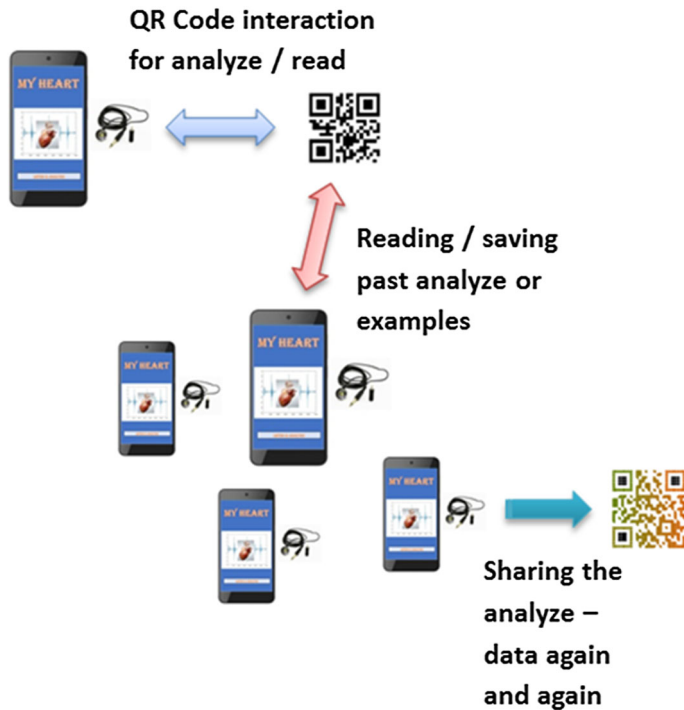 QR Code interaction
for analyze / read
MY HEART
Reading / saving
past analyze or
examples
MY HEART
MY HEART
MY HEART
MY HEART
Sharing the
analyze –
data again
and again